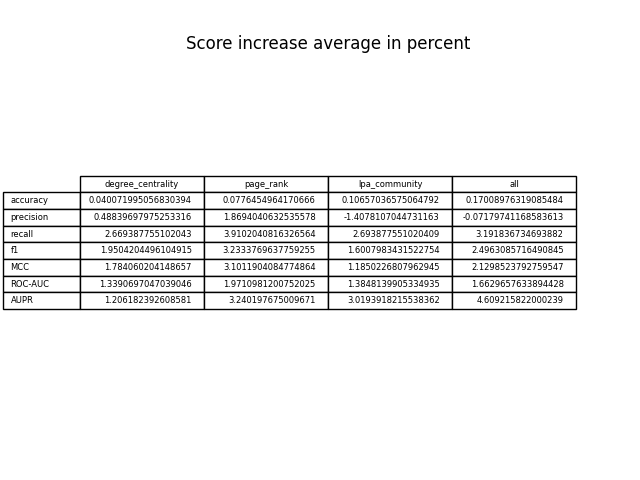 Score increase average in percent
degree_centrality page_rank lpa_community all
accuracy 0.040071995056830394 0.0776454964170666 0.10657036575064792 0.17008976319085484
precision 0.48839697975253316 1.8694040632535578 -1.4078107044731163 -0.07179741168583613
recall 2.669387755102043 3.9102040816326564 2.693877551020409 3.191836734693882
f1 1.9504204496104915 3.2333769637759255 1.6007983431522754 2.4963085716490845
MCC 1.784060204148657 3.1011904084774864 1.1850226807962945 2.1298523792759547
ROC-AUC 1.3390697047039046 1.9710981200752025 1.3848139905334935 1.6629657633894428
AUPR 1.206182392608581 3.240197675009671 3.0193918215538362 4.609215822000239